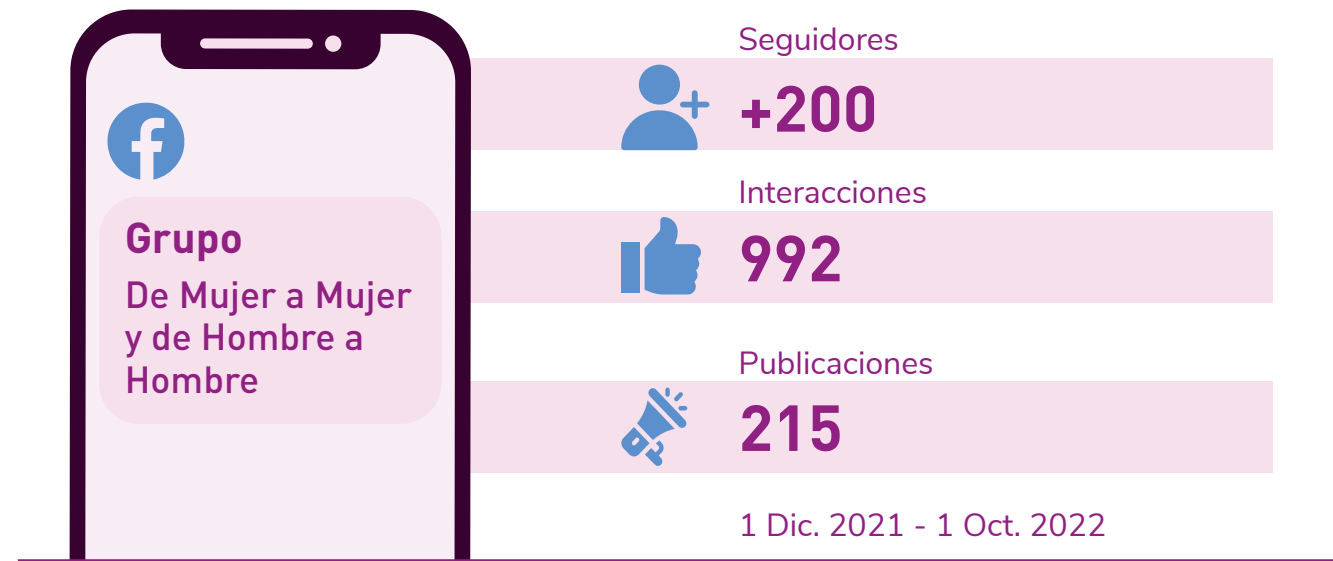 Grupo
De Mujer a Mujer
y de Hombre a
Hombre
Seguidores
+200
Interacciones
992
Publicaciones
215
1 Dic. 2021 - 1 Oct. 2022